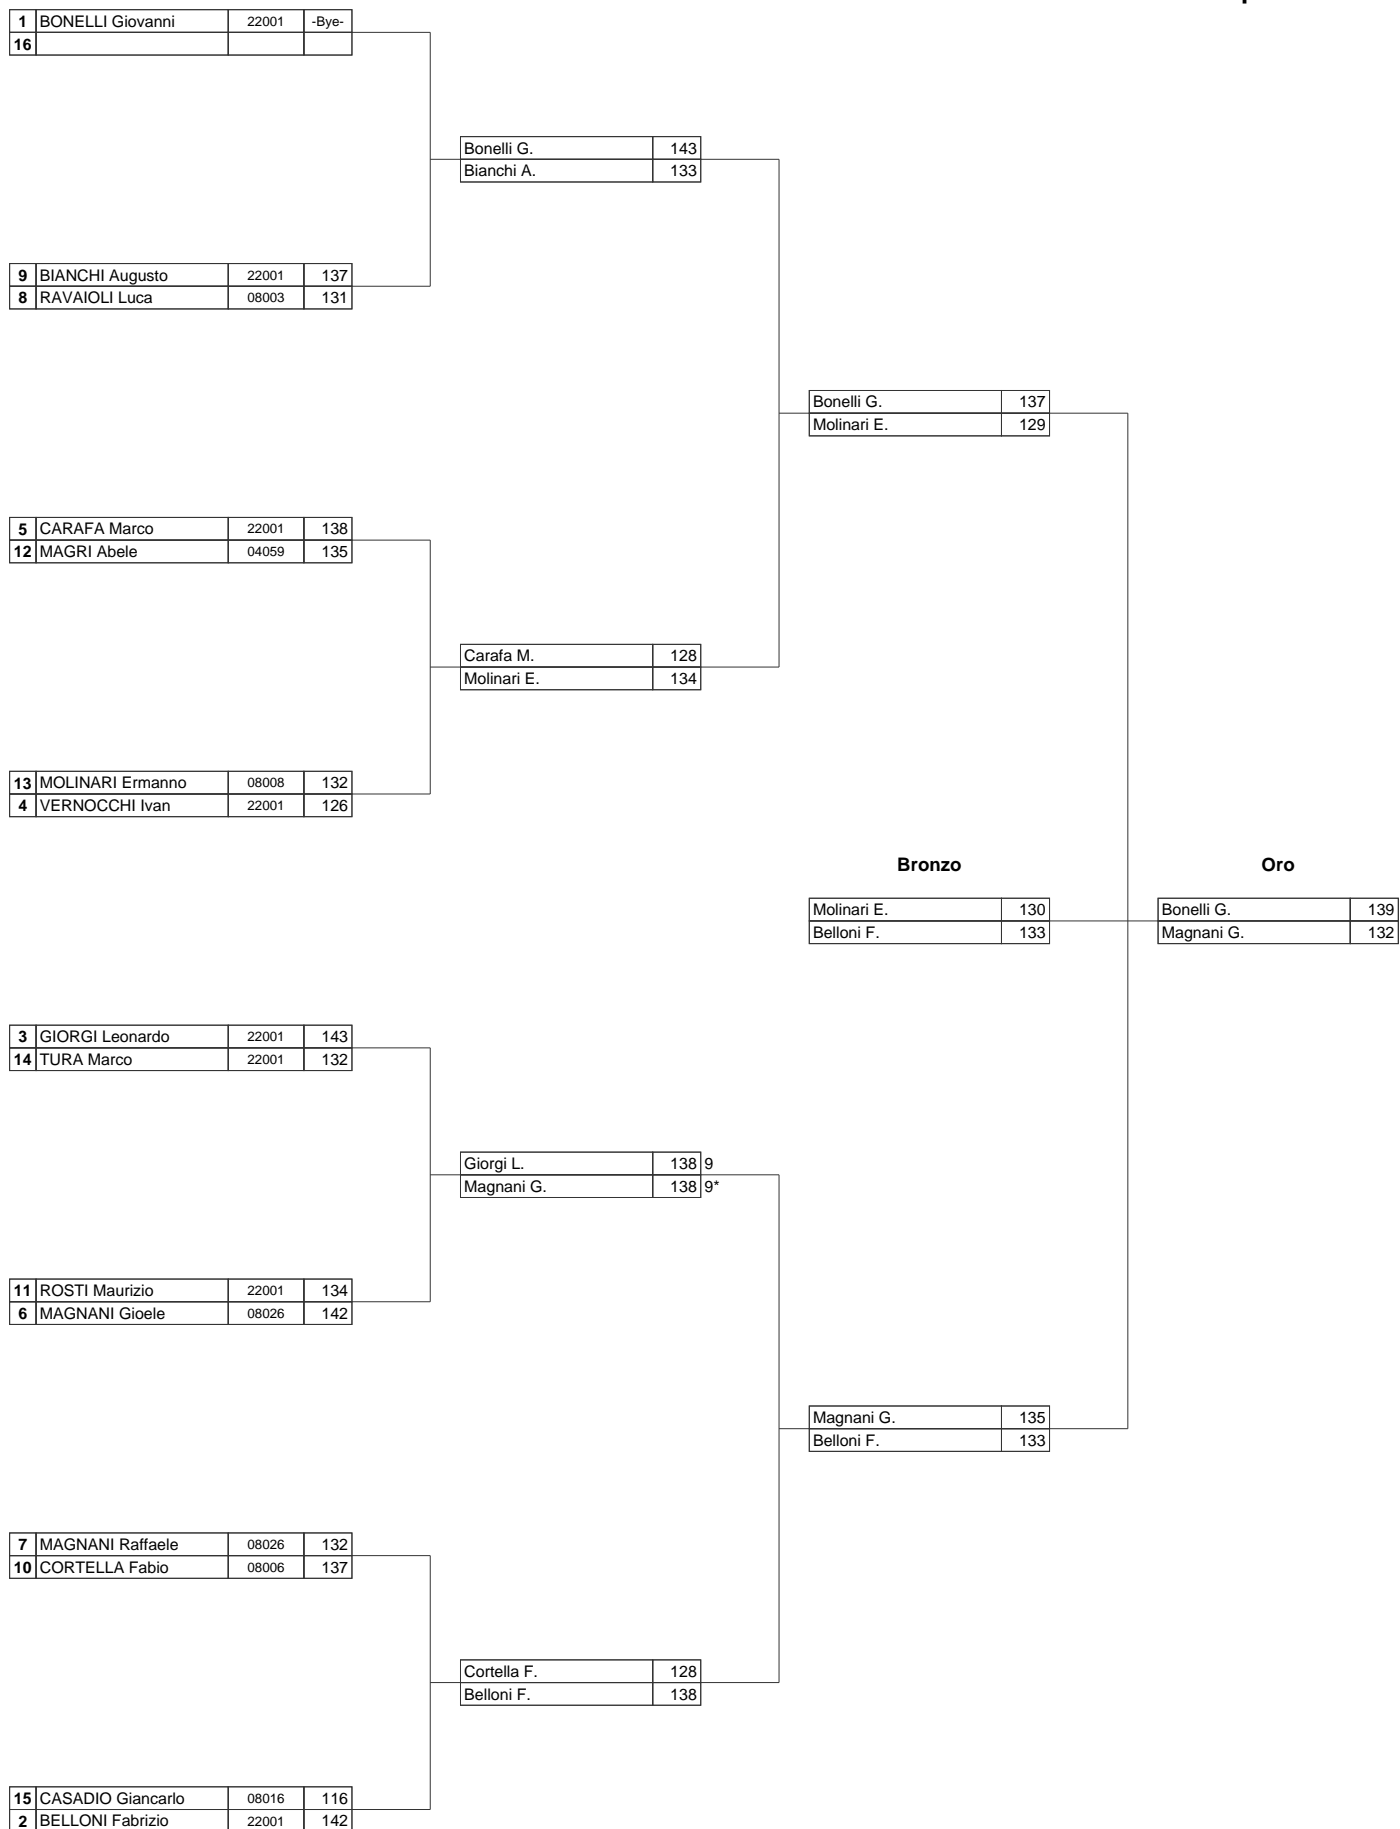 1 BONELLI Giovanni 22001 -Bye-
16
Bonelli G. 143
Bianchi A. 133
9 BIANCHI Augusto 22001 137
8 RAVAIOLI Luca 08003 131
Bonelli G. 137
Molinari E. 129
5 CARAFA Marco 22001 138
12 MAGRI Abele 04059 135
Carafa M. 128
Molinari E. 134
13 MOLINARI Ermanno 08008 132
4 VERNOCCHI Ivan 22001 126
Bronzo Oro
Molinari E. 130 Bonelli G. 139
Belloni F. 133 Magnani G. 132
3 GIORGI Leonardo 22001 143
14 TURA Marco 22001 132
Giorgi L. 138 9
Magnani G. 138 9*
11 ROSTI Maurizio 22001 134
6 MAGNANI Gioele 08026 142
Magnani G. 135
Belloni F. 133
7 MAGNANI Raffaele 08026 132
10 CORTELLA Fabio 08006 137
Cortella F. 128
Belloni F. 138
15 CASADIO Giancarlo 08016 116
2 BELLONI Fabrizio 22001 142